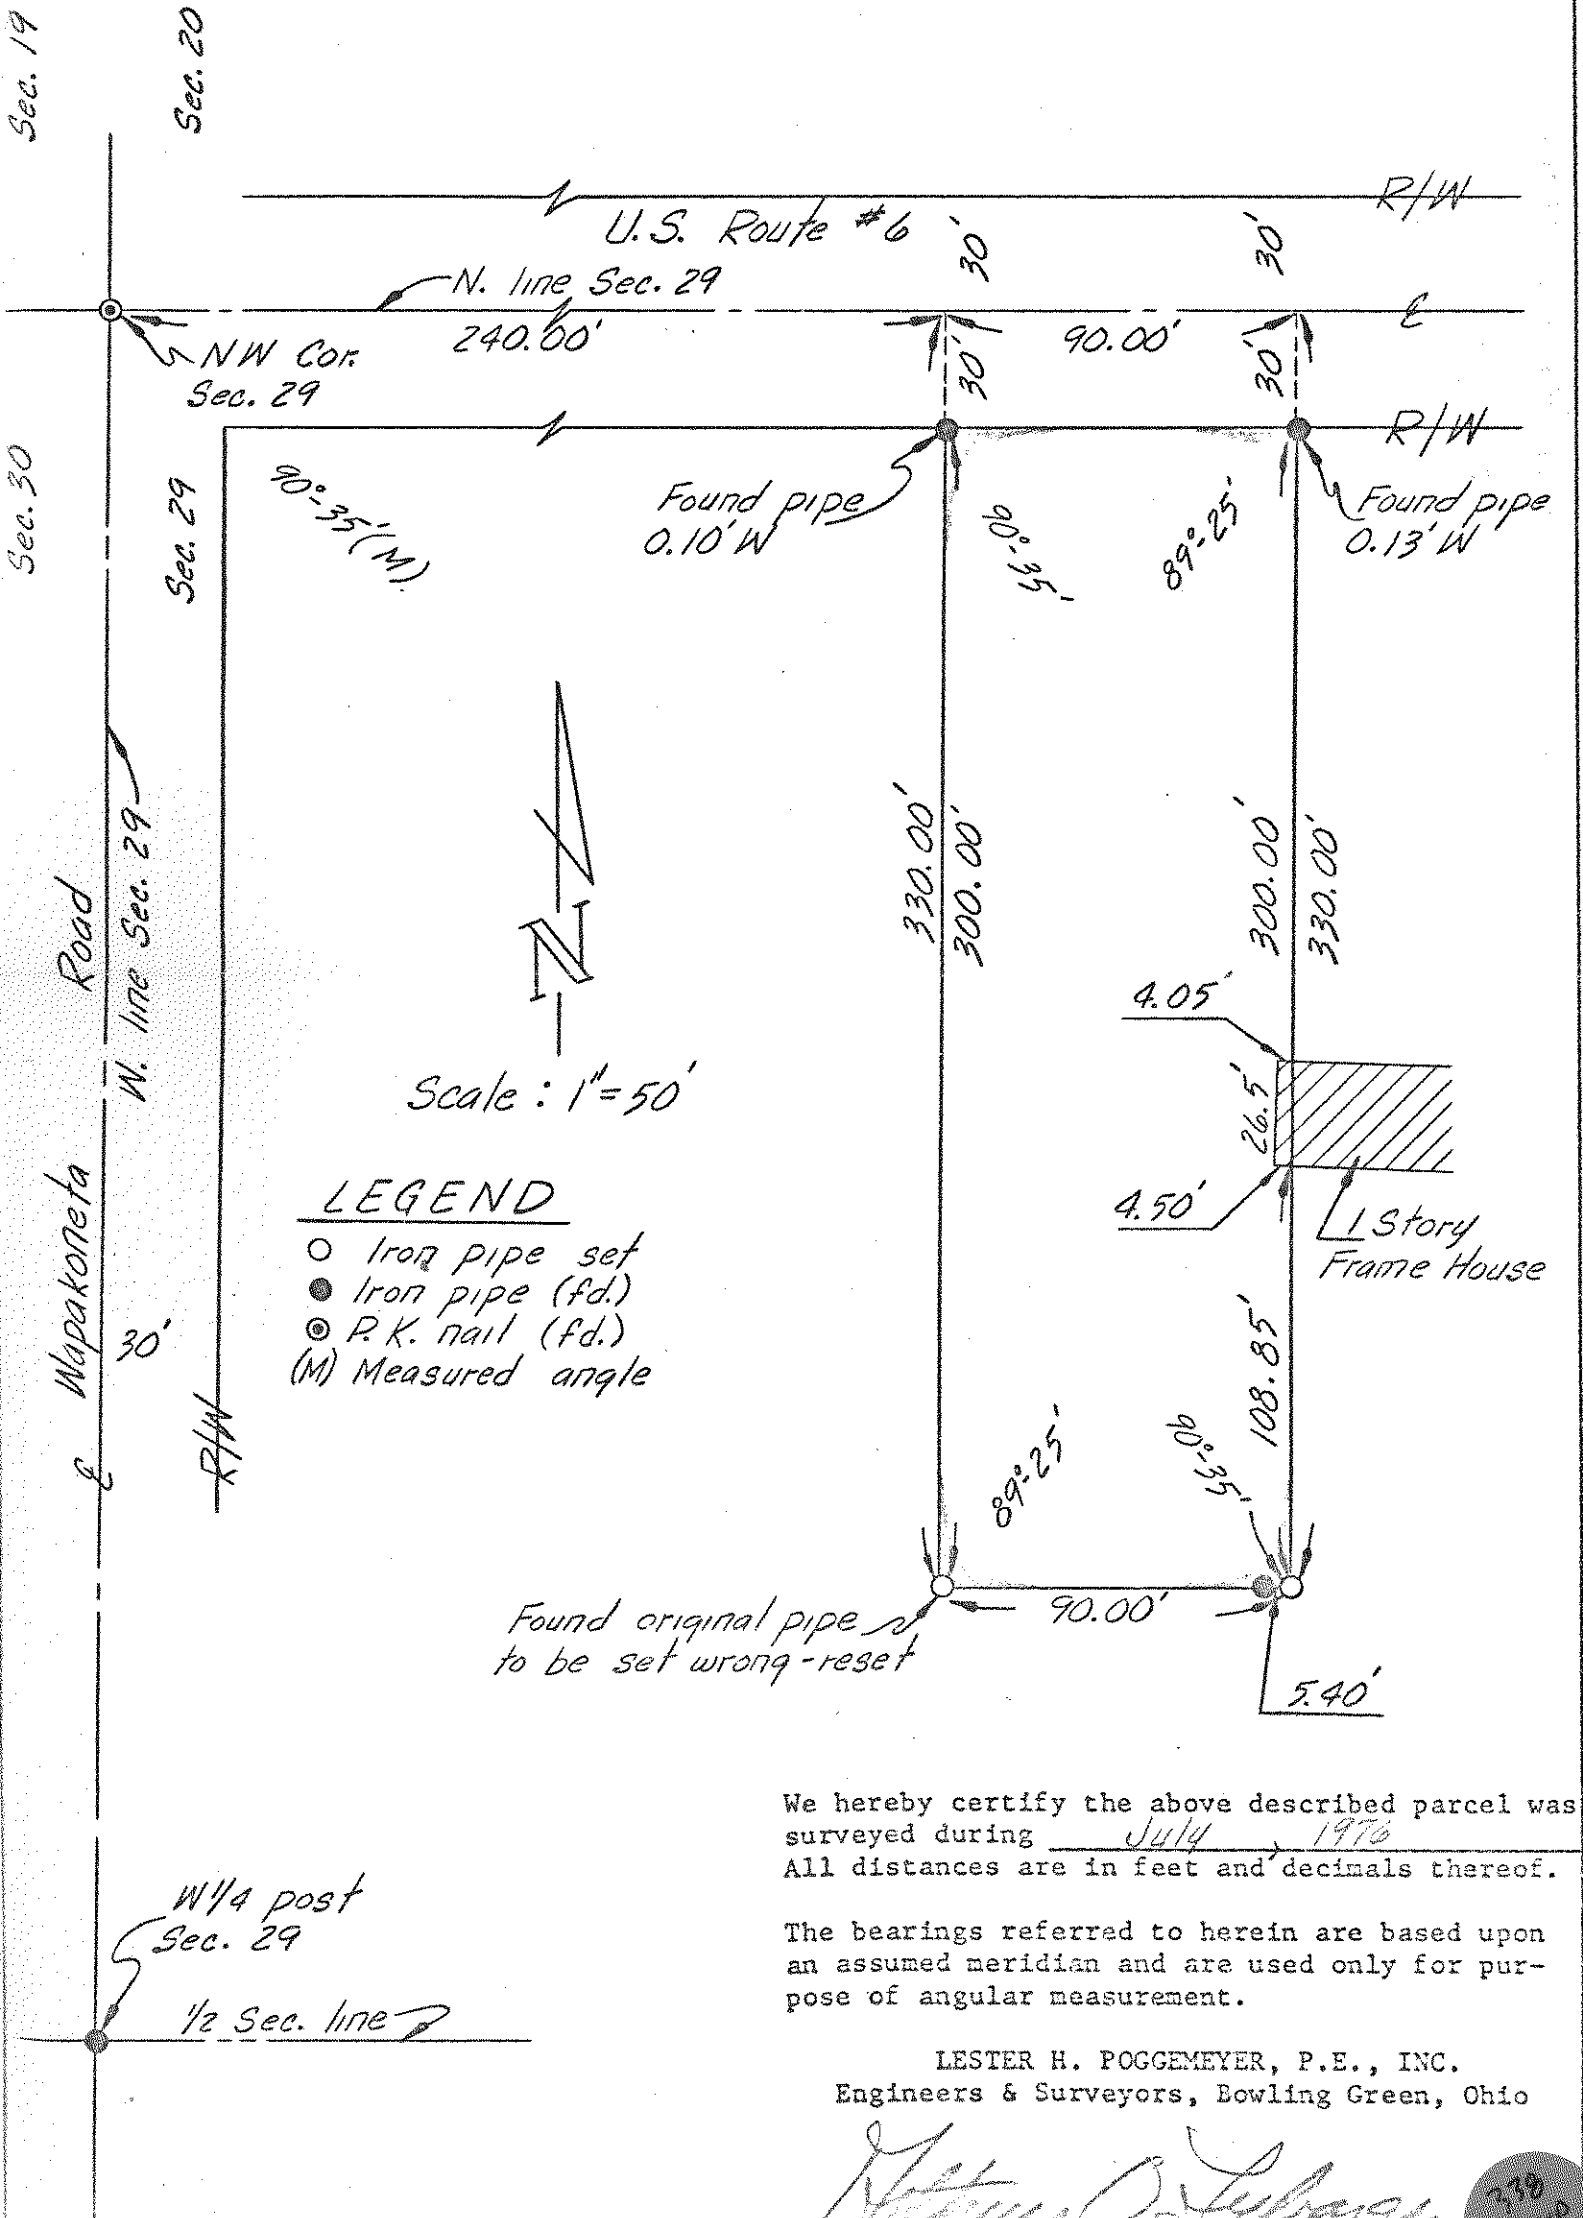 Sec. 19
Sec. 20
R/W
U.S. Route #6
30'
30'
N. line Sec. 29
℄
240.00'
90.00'
30'
30'
NW Cor.
Sec. 29
R/W
Sec. 30
Sec. 29
90°-35'(M)
Found pipe
0.10' W
90°-35'
89°-25'
Found pipe
0.13' W
330.00'
300.00'
300.00'
330.00'
W. line Sec. 29
Road
N
4.05'
26.5'
Scale : 1"=50'
4.50'
1 Story
Frame House
LEGEND
Iron pipe set
Iron pipe (fd.)
P.K. nail (fd.)
(M) Measured angle
Wapakoneta
30'
℄
R/W
108.85'
89°-25'
90°-35'
Found original pipe
to be set wrong-reset
90.00'
5.40'
We hereby certify the above described parcel was
surveyed during July, 1976
All distances are in feet and decimals thereof.
The bearings referred to herein are based upon
an assumed meridian and are used only for pur-
pose of angular measurement.
W 1/4 post
Sec. 29
1/2 Sec. line
LESTER H. POGGEMEYER, P.E., INC.
Engineers & Surveyors, Bowling Green, Ohio
338